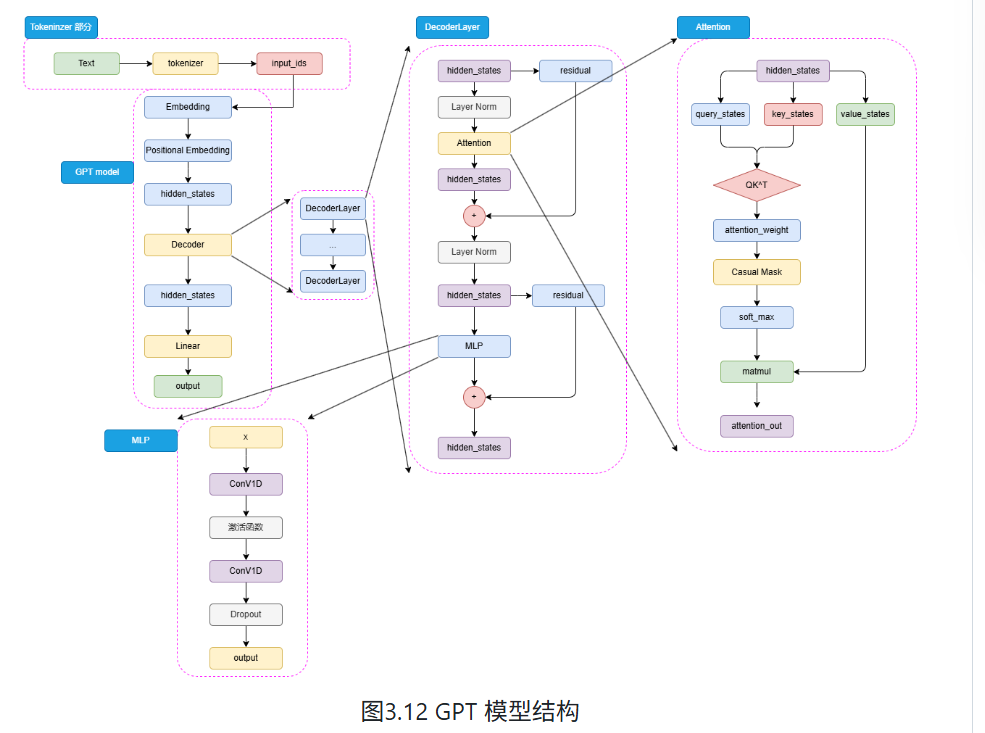 Tokeninzer 部分
Text
tokenizer
input_ids
GPT model
Embedding
Positional Embedding
hidden_states
Decoder
hidden_states
Linear
output
DecoderLayer
...
DecoderLayer
DecoderLayer
hidden_states
residual
Layer Norm
Attention
hidden_states
+
Layer Norm
hidden_states
residual
MLP
+
hidden_states
Attention
hidden_states
query_states
key_states
value_states
QK^T
attention_weight
Casual Mask
soft_max
matmul
attention_out
MLP
x
ConV1D
激活函数
ConV1D
Dropout
output
图3.12 GPT 模型结构